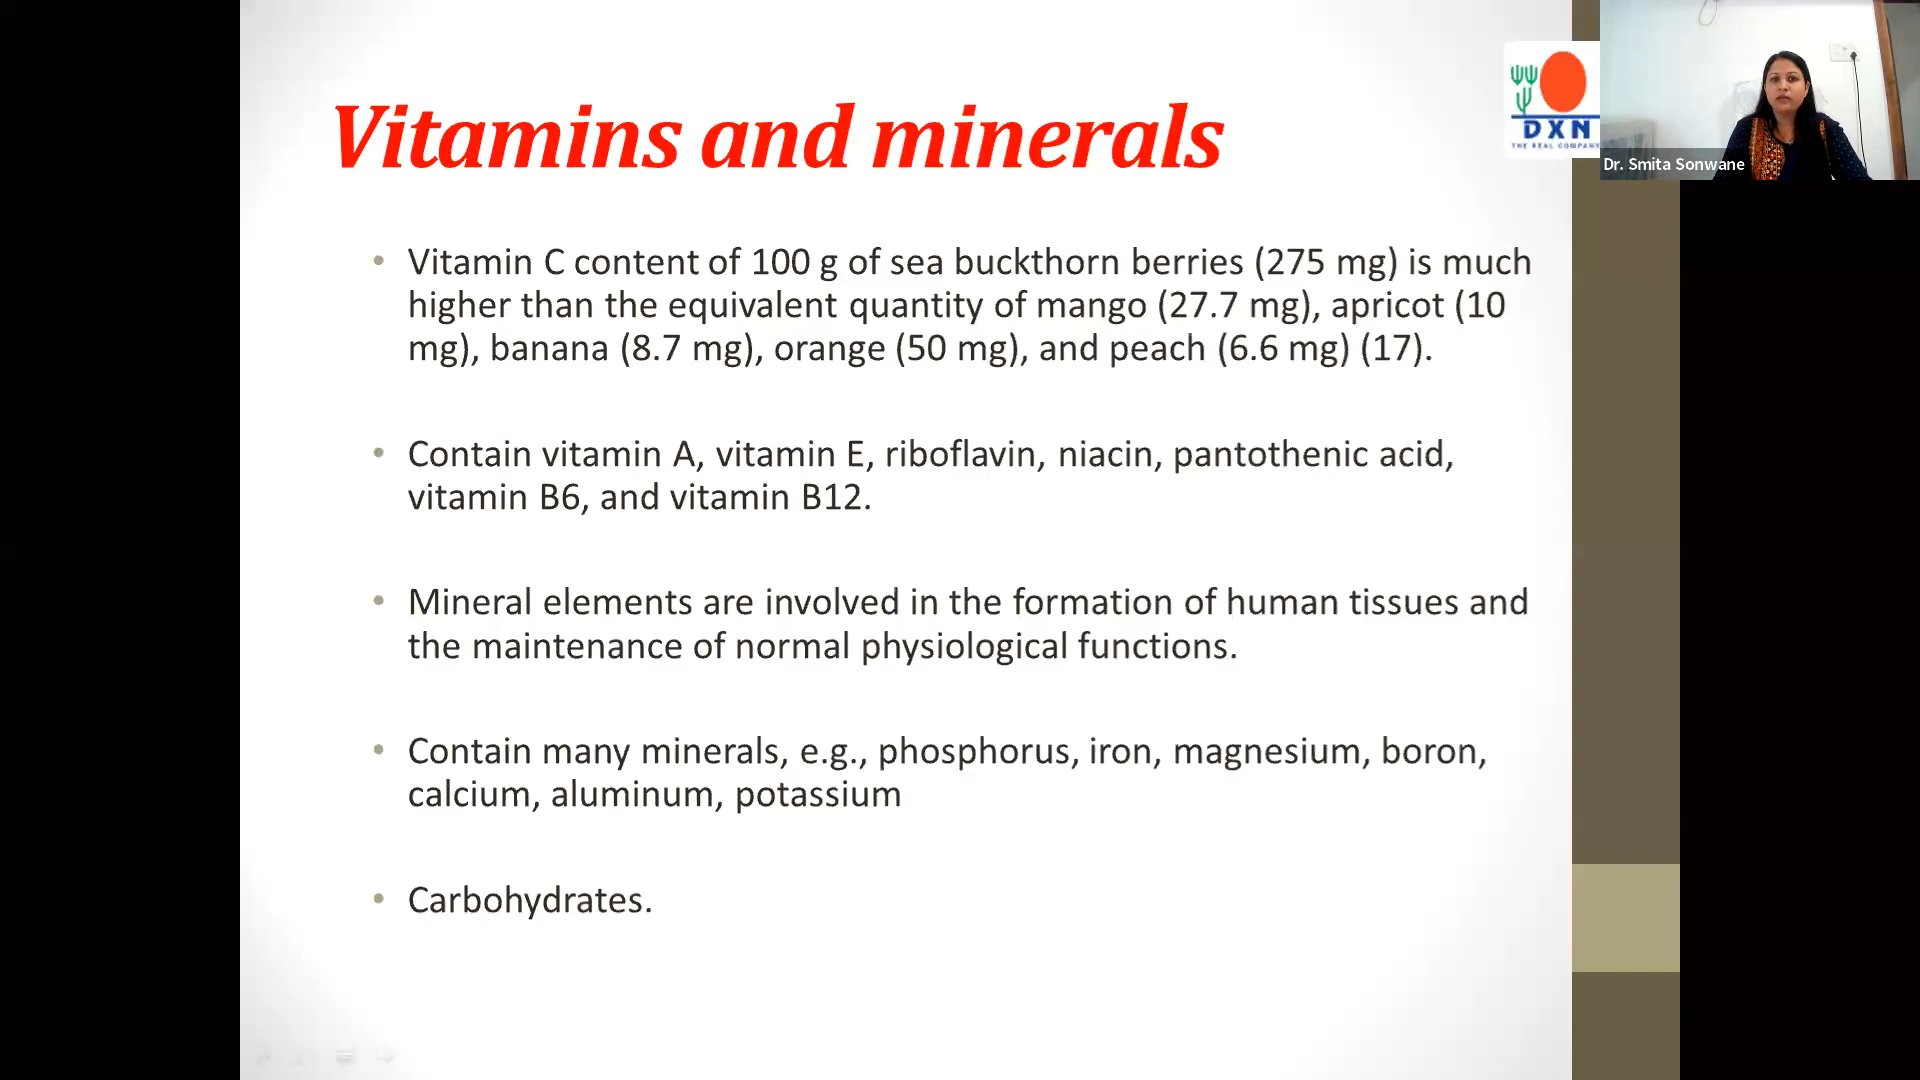 Vitamins and minerals
DXN
THE REAL COMPANY
Dr. Smita Sonwane
• Vitamin C content of 100 g of sea buckthorn berries (275 mg) is much
higher than the equivalent quantity of mango (27.7 mg), apricot (10
mg), banana (8.7 mg), orange (50 mg), and peach (6.6 mg) (17).
• Contain vitamin A, vitamin E, riboflavin, niacin, pantothenic acid,
vitamin B6, and vitamin B12.
• Mineral elements are involved in the formation of human tissues and
the maintenance of normal physiological functions.
• Contain many minerals, e.g., phosphorus, iron, magnesium, boron,
calcium, aluminum, potassium
• Carbohydrates.